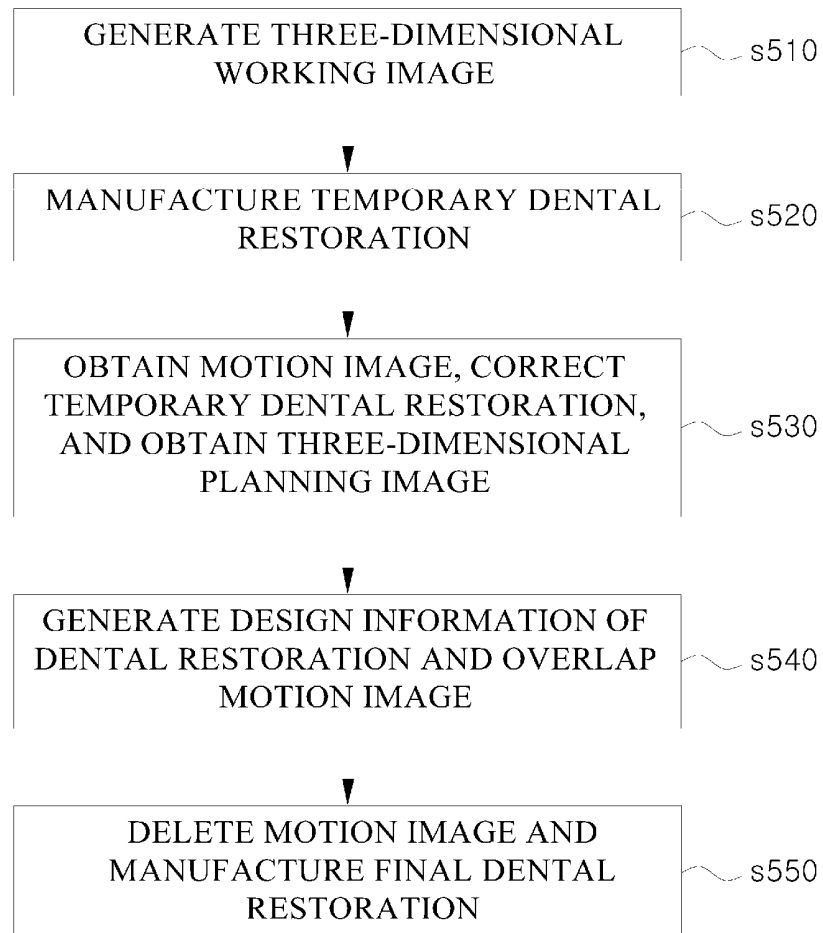 GENERATE THREE-DIMENSIONAL
WORKING IMAGE
s510
MANUFACTURE TEMPORARY DENTAL
RESTORATION
s520
OBTAIN MOTION IMAGE, CORRECT
TEMPORARY DENTAL RESTORATION,
AND OBTAIN THREE-DIMENSIONAL
PLANNING IMAGE
s530
GENERATE DESIGN INFORMATION OF
DENTAL RESTORATION AND OVERLAP
MOTION IMAGE
s540
DELETE MOTION IMAGE AND
MANUFACTURE FINAL DENTAL
RESTORATION
s550